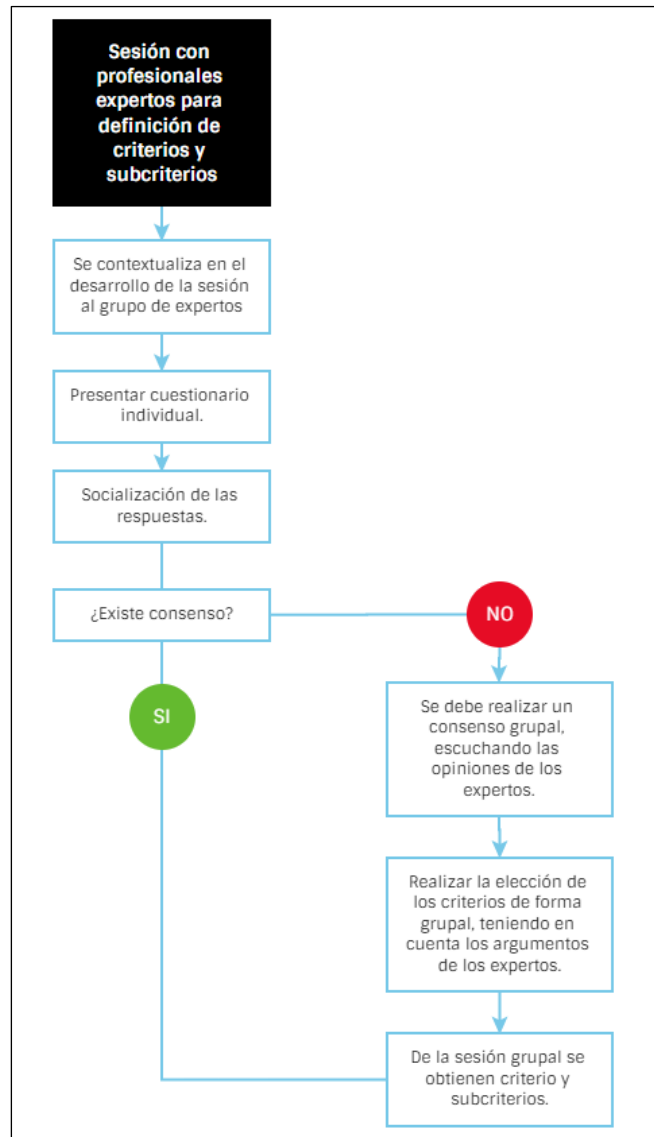 Sesión con
profesionales
expertos para
definición de
criterios y
subcriterios
Se contextualiza en el
desarrollo de la sesión
al grupo de expertos
Presentar cuestionario
individual.
Socialización de las
respuestas.
¿Existe consenso?
NO
SI
Se debe realizar un
consenso grupal,
escuchando las
opiniones de los
expertos.
Realizar la elección de
los criterios de forma
grupal, teniendo en
cuenta los argumentos
de los expertos.
De la sesión grupal se
obtienen criterio y
subcriterios.